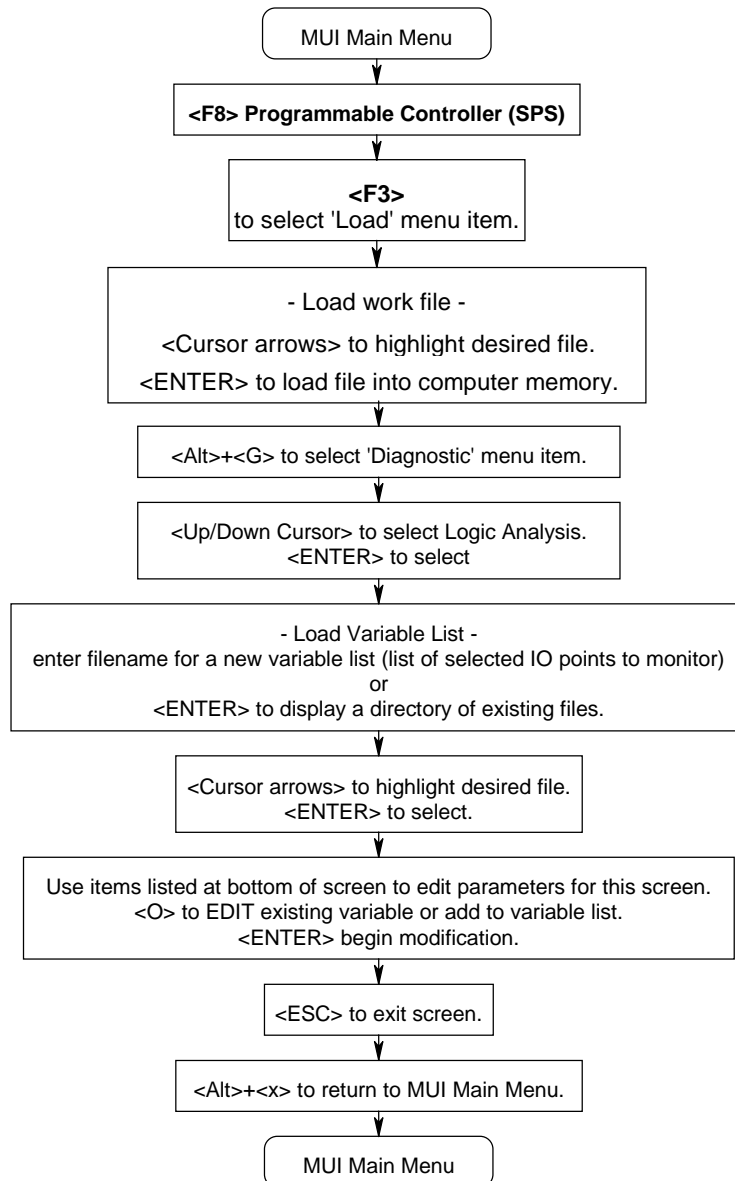 MUI Main Menu
<F8> Programmable Controller (SPS)
<F3>
to select 'Load' menu item.
- Load work file -
<Cursor arrows> to highlight desired file.
<ENTER> to load file into computer memory.
<Alt>+<G> to select 'Diagnostic' menu item.
<Up/Down Cursor> to select Logic Analysis.
<ENTER> to select
- Load Variable List -
enter filename for a new variable list (list of selected IO points to monitor)
or
<ENTER> to display a directory of existing files.
<Cursor arrows> to highlight desired file.
<ENTER> to select.
Use items listed at bottom of screen to edit parameters for this screen.
<O> to EDIT existing variable or add to variable list.
<ENTER> begin modification.
<ESC> to exit screen.
<Alt>+<x> to return to MUI Main Menu.
MUI Main Menu